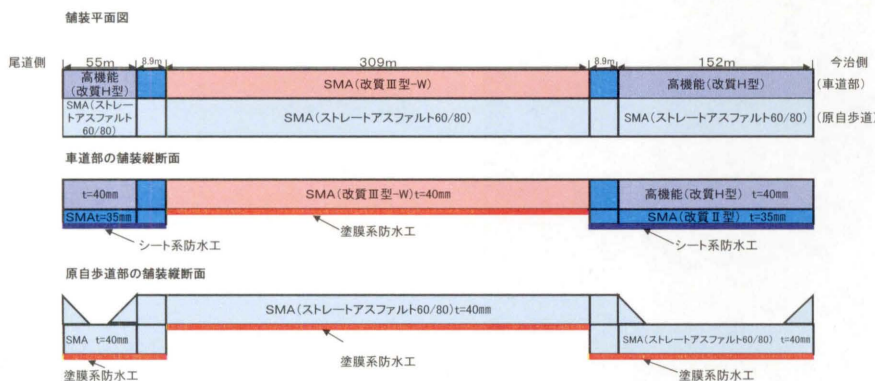 舗装平面図
尾道側 55m 8.9m 309m 8.9m 152m 今治側
高機能
(改質H型)
SMA(改質Ⅲ型-W)
高機能(改質H型)
(車道部)
SMA(ストレー
トアスファルト
60/80)
SMA(ストレートアスファルト60/80)
SMA(ストレートアスファルト60/80)
(原自歩道)
車道部の舗装縦断面
t=40mm
SMA(改質Ⅲ型-W)t=40mm
高機能(改質H型) t=40mm
SMAt=35mm
SMA(改質Ⅱ型) t=35mm
シート系防水工
塗膜系防水工
シート系防水工
原自歩道部の舗装縦断面
SMA(ストレートアスファルト60/80)t=40mm
SMA t=40mm
SMA(ストレートアスファルト60/80) t=40mm
塗膜系防水工
塗膜系防水工
塗膜系防水工